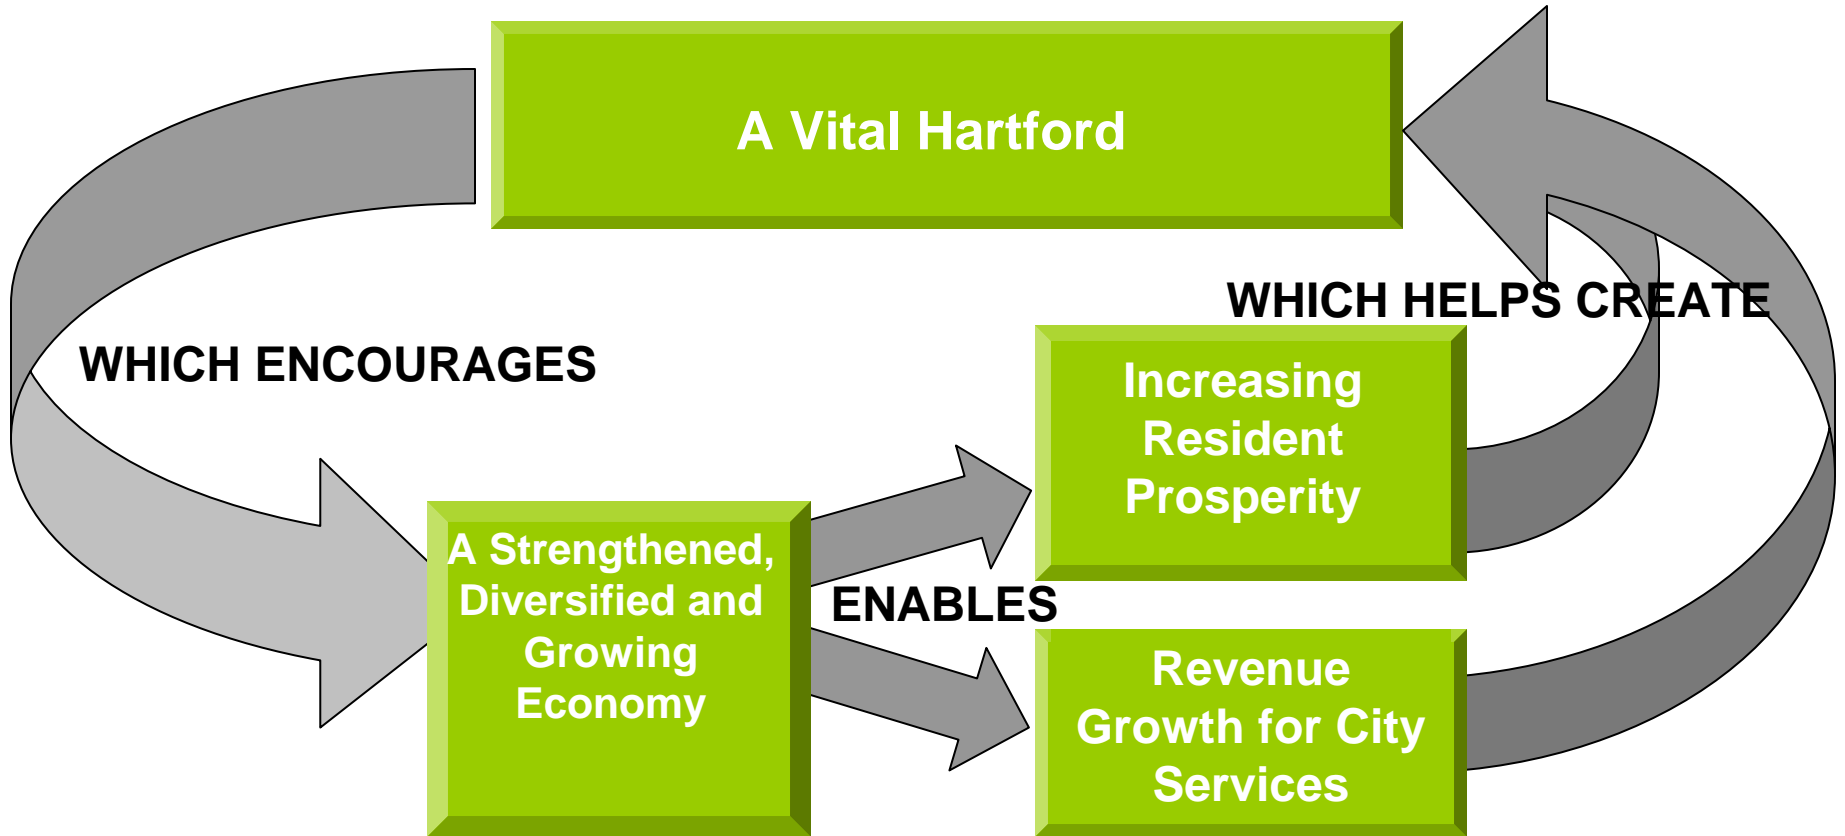 A Vital Hartford
WHICH HELPS CREATE
WHICH ENCOURAGES
Increasing
Resident
Prosperity
A Strengthened,
Diversified and
Growing
Economy
ENABLES
Revenue
Growth for City
Services